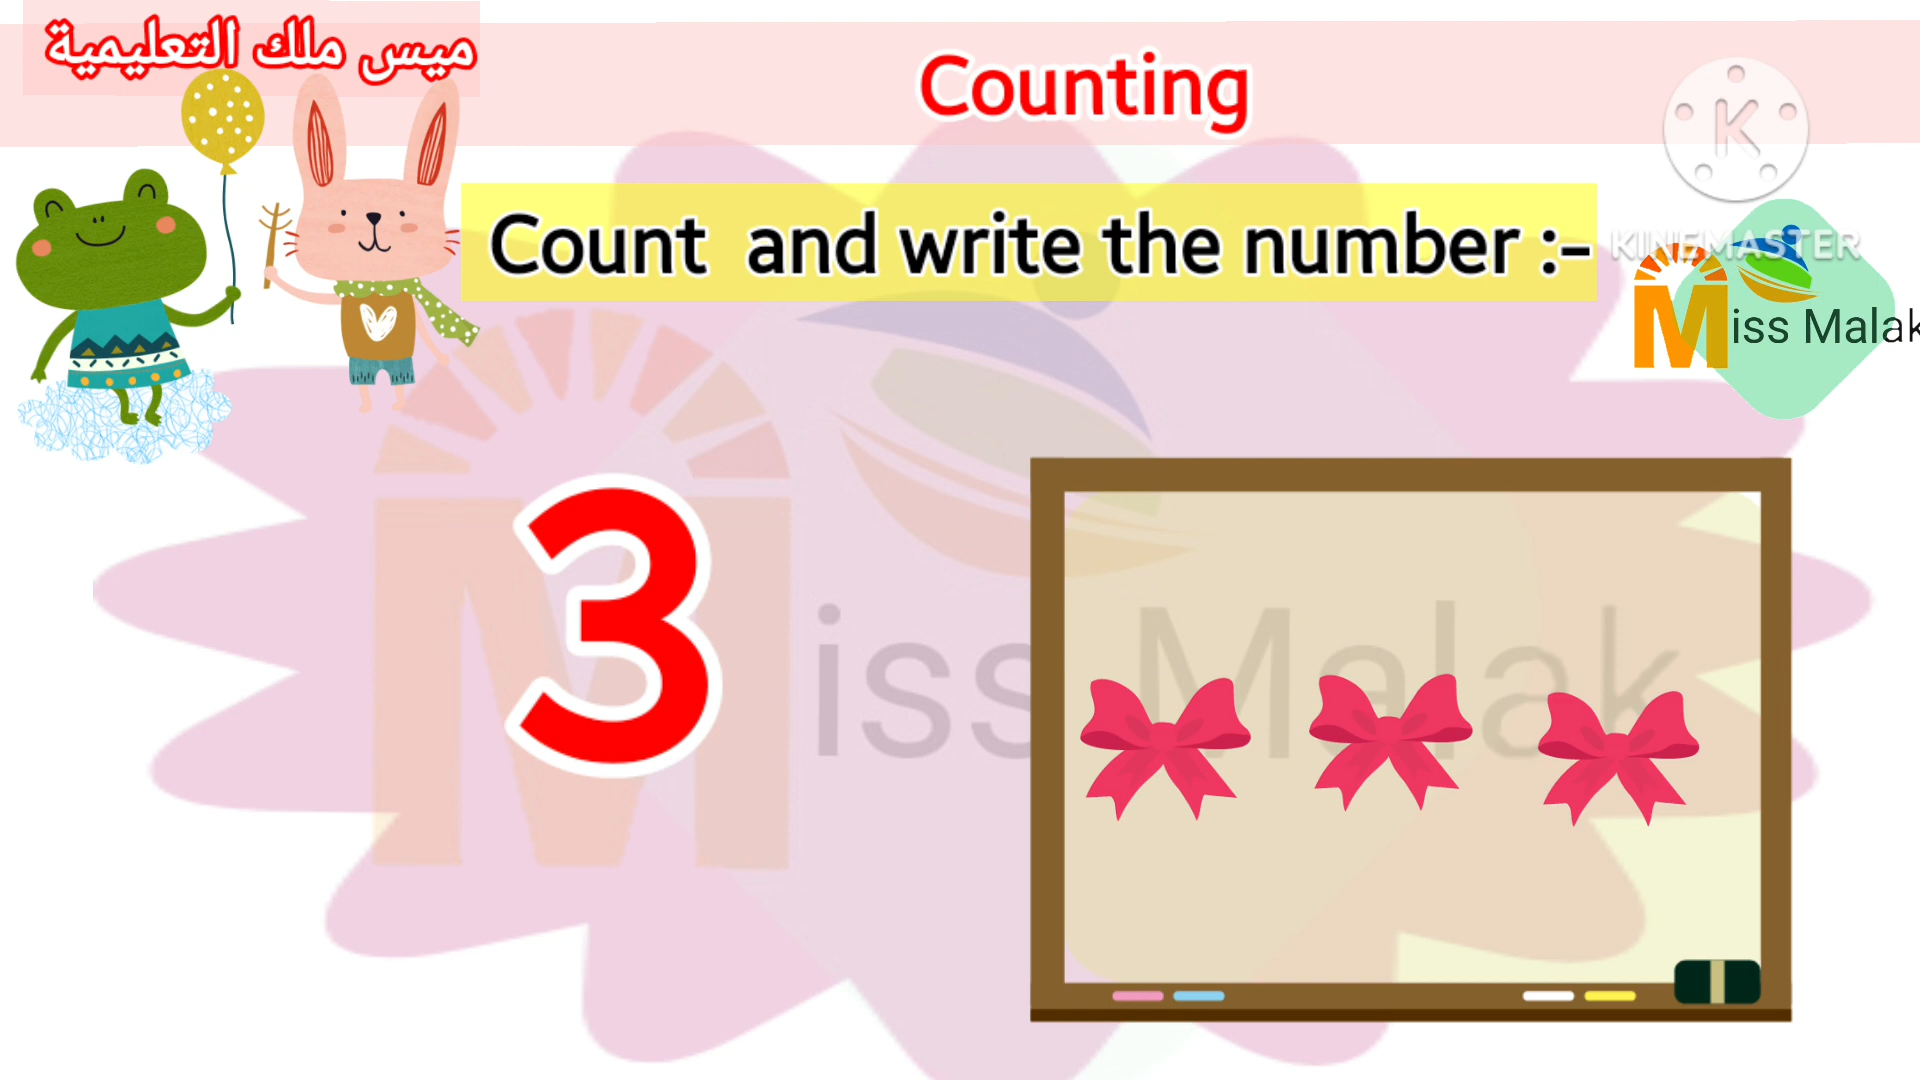 ميس ملك التعليمية
Counting
K
Count and write the number :-
KINEMASTER
Miss Malak
3
Miss Malak